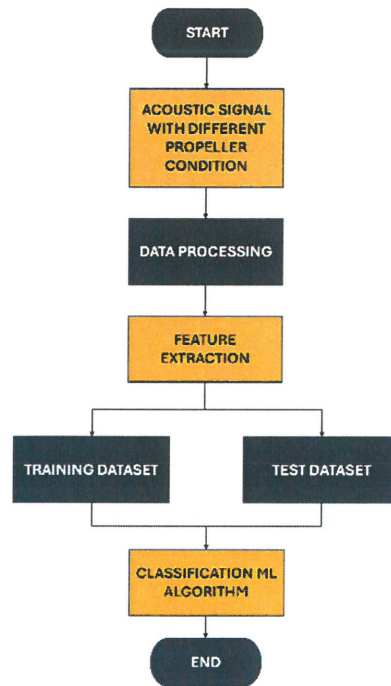 START
ACOUSTIC SIGNAL
WITH DIFFERENT
PROPELLER
CONDITION
DATA PROCESSING
FEATURE
EXTRACTION
TRAINING DATASET
TEST DATASET
CLASSIFICATION ML
ALGORITHM
END